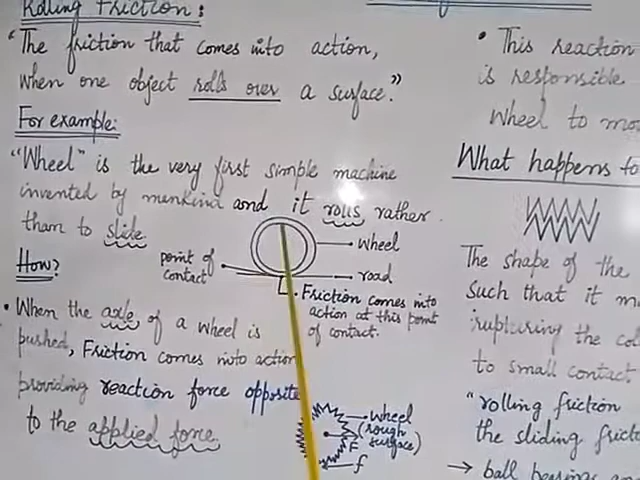 Rolling Friction:
"The friction that comes into action,
when one object rolls over a surface."
For example:
"Wheel" is the very first simple machine
invented by mankind and it rolls rather
than to slide.
point of
contact
wheel
road
Friction comes into
action at this point
of contact.
How?
• When the axle of a wheel is
pushed, Friction comes into action
providing reaction force opposite
to the applied force.
wheel
(rough
surface)
F
f
• This reaction
is responsible
Wheel to
What happens to
The shape of the
Such that it
rupturing the
to small contact.
"rolling friction
the sliding
→ ball bearings